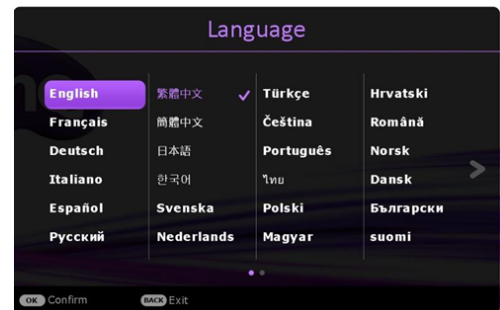 Language
English
Français
Deutsch
Italiano
Español
Русский
繁體中文
簡體中文
日本語
한국어
Svenska
Nederlands
Türkçe
Čeština
Português
ไทย
Polski
Magyar
Hrvatski
Română
Norsk
Dansk
Български
suomi
OK Confirm
BACK Exit